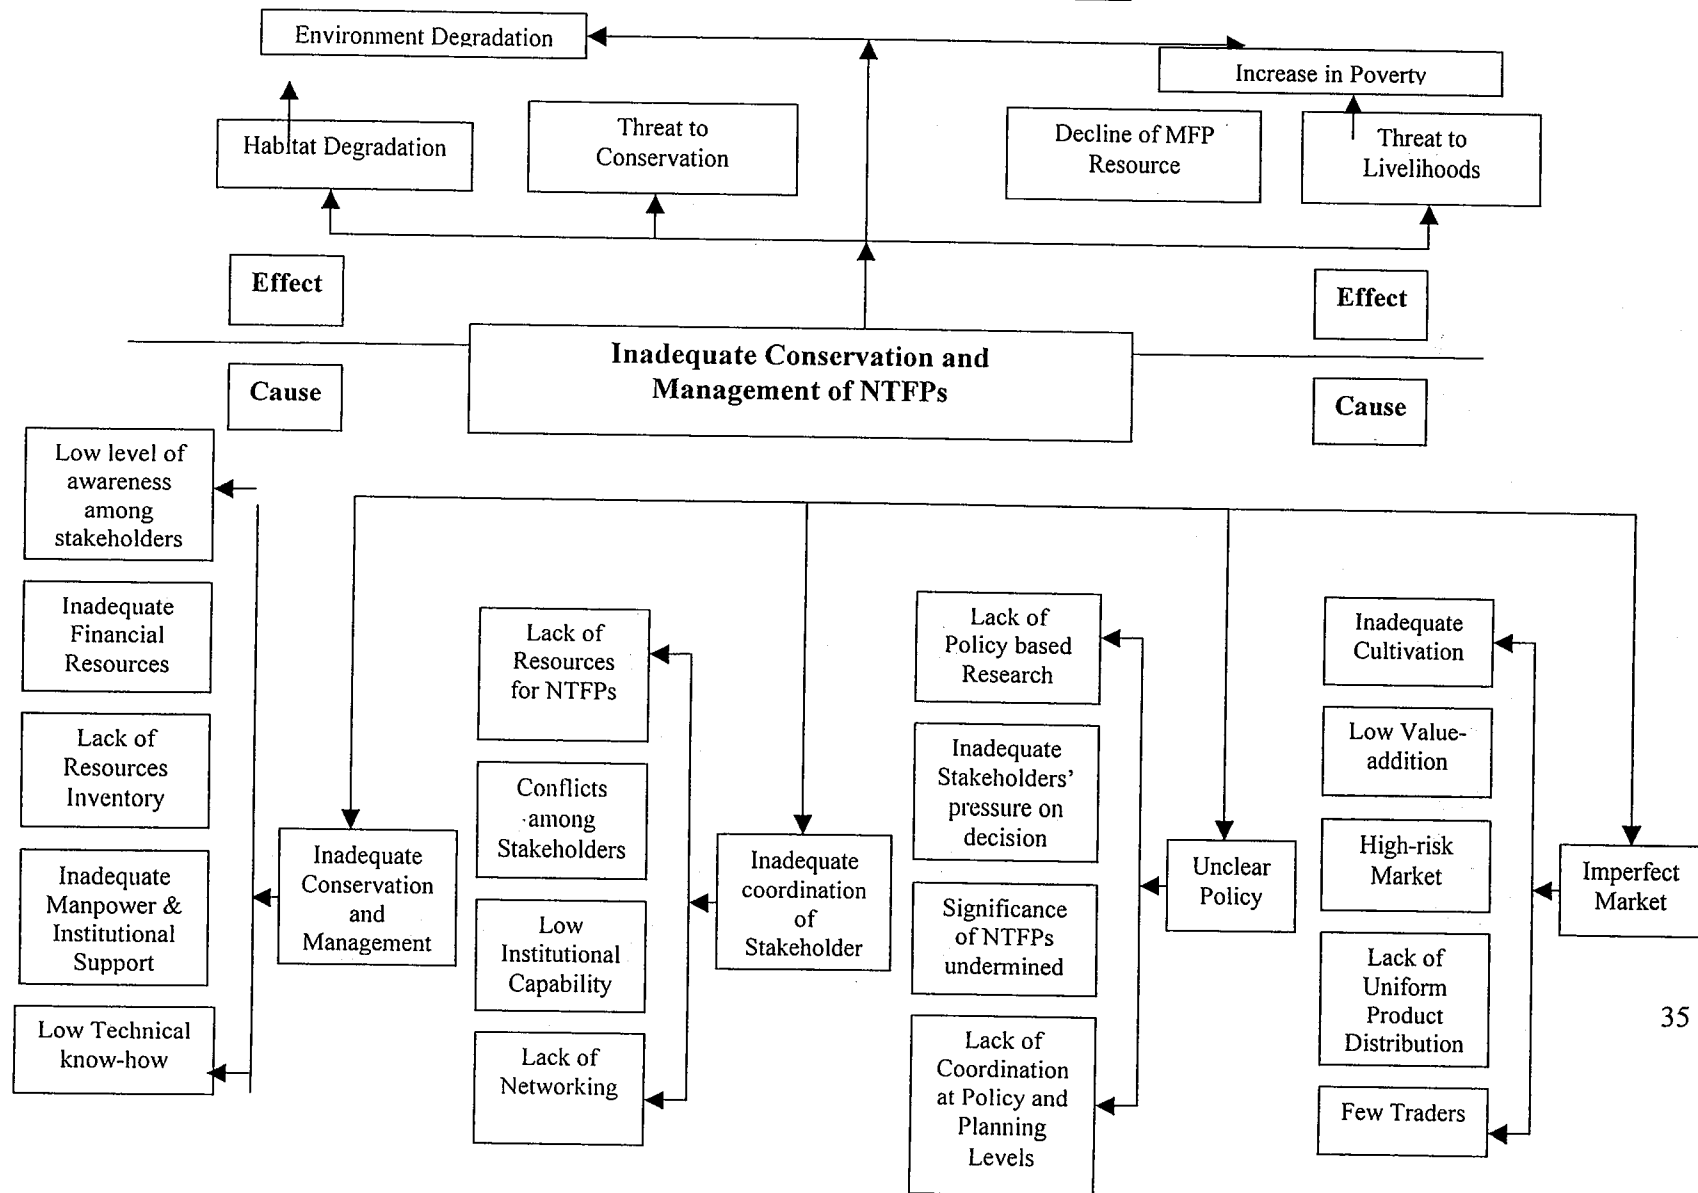 Environment Degradation
Increase in Poverty
Habitat Degradation
Threat to
Conservation
Decline of MFP
Resource
Threat to
Livelihoods
Effect
Effect
Inadequate Conservation and
Management of NTFPs
Cause
Cause
Low level of
awareness
among
stakeholders
Inadequate
Financial
Resources
Lack of
Resources
Inventory
Inadequate
Manpower &
Institutional
Support
Low Technical
know-how
Inadequate
Conservation
and
Management
Lack of
Resources
for NTFPs
Conflicts
among
Stakeholders
Low
Institutional
Capability
Lack of
Networking
Inadequate
coordination
of
Stakeholder
Lack of
Policy based
Research
Inadequate
Stakeholders'
pressure on
decision
Significance
of NTFPs
undermined
Lack of
Coordination
at Policy and
Planning
Levels
Unclear
Policy
Inadequate
Cultivation
Low Value-
addition
High-risk
Market
Lack of
Uniform
Product
Distribution
Few Traders
Imperfect
Market
35